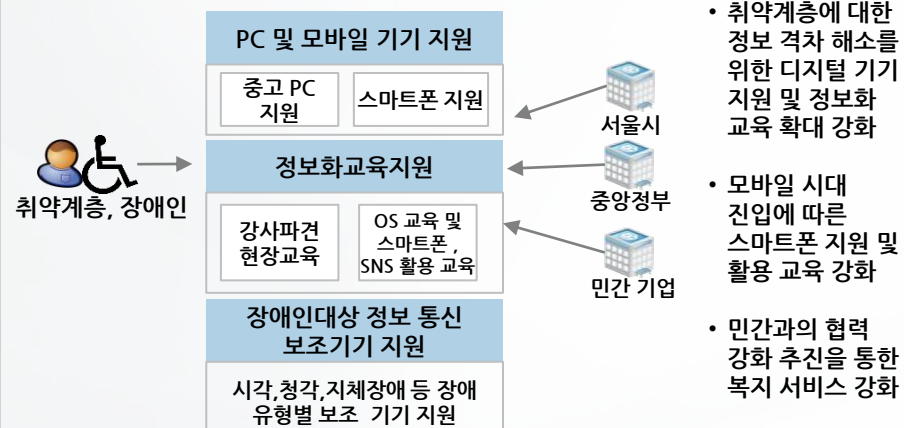 PC 및 모바일 기기 지원
중고 PC
지원
스마트폰 지원
정보화교육지원
강사파견
현장교육
OS 교육 및
스마트폰 ,
SNS 활용 교육
장애인대상 정보 통신
보조기기 지원
시각,청각,지체장애 등 장애
유형별 보조 기기 지원
취약계층, 장애인
서울시
중앙정부
민간 기업
• 취약계층에 대한
정보 격차 해소를
위한 디지털 기기
지원 및 정보화
교육 확대 강화
• 모바일 시대
진입에 따른
스마트폰 지원 및
활용 교육 강화
• 민간과의 협력
강화 추진을 통한
복지 서비스 강화